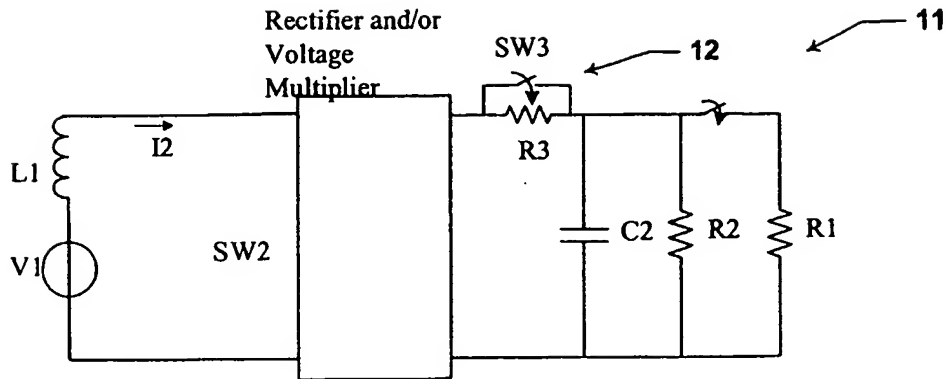 Rectifier and/or
Voltage
Multiplier
SW3
12
11
I2
R3
L1
V1
SW2
C2
R2
R1